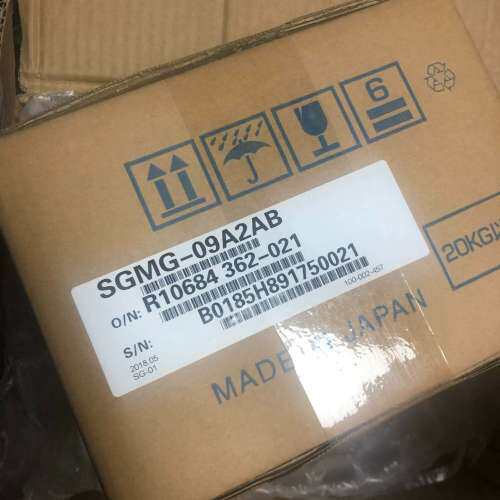 6
SGMG-09A2AB
O/N: R10684 362-021
S/N: B0185H891750021
2018.05
SG-01
100-002-457
MADE IN JAPAN
20KG